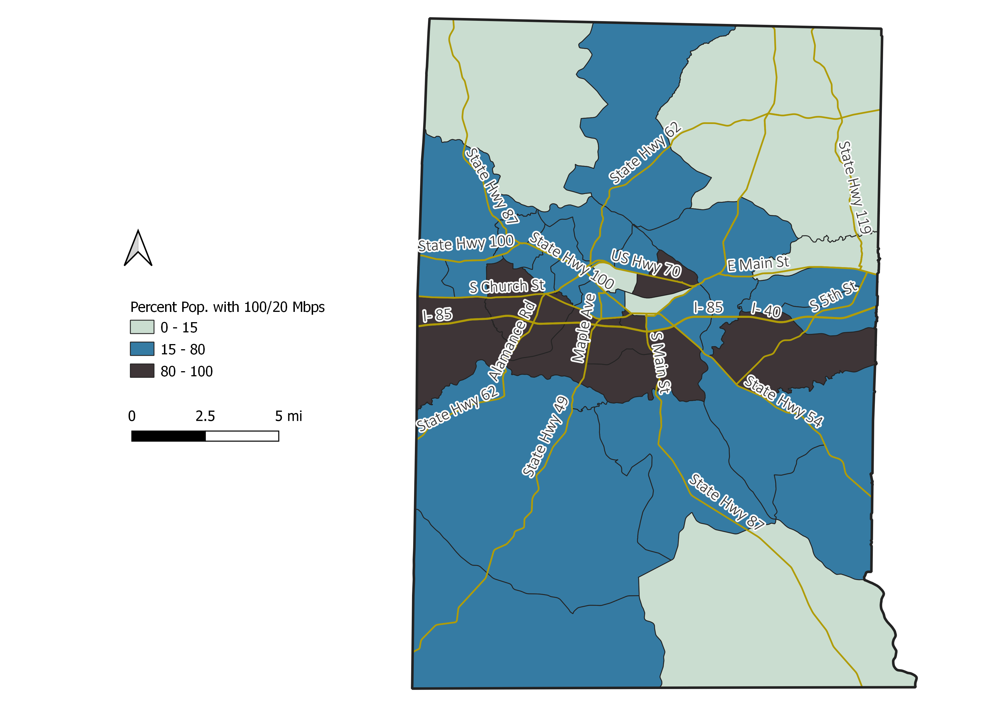 State Hwy 62
State Hwy 87
State Hwy 119
State Hwy 100
State Hwy 100
US Hwy 70
E Main St
S Church St
S 5th St
I- 85
I- 85
I- 40
Alamance Rd
Maple Ave
S Main St
State Hwy 62
State Hwy 49
State Hwy 54
State Hwy 87
Percent Pop. with 100/20 Mbps
0 - 15
15 - 80
80 - 100
0 2.5 5 mi